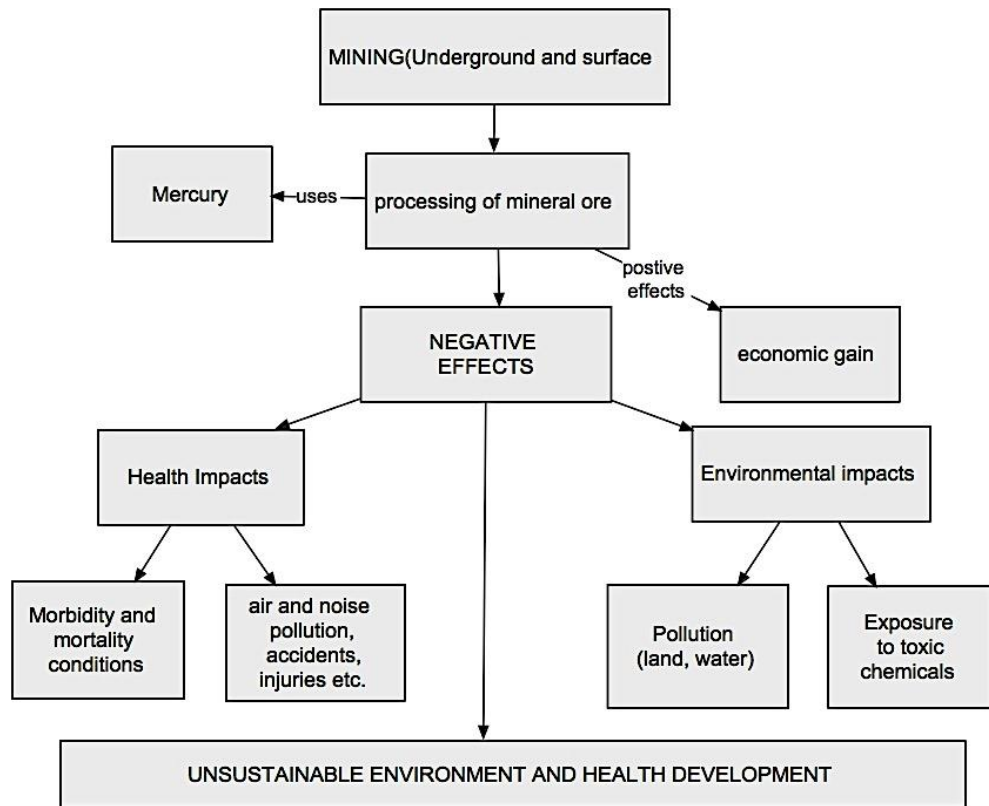 MINING(Underground and surface
Mercury
uses
processing of mineral ore
postive
effects
NEGATIVE
EFFECTS
economic gain
Health Impacts
Environmental impacts
Morbidity and
mortality
conditions
air and noise
pollution,
accidents,
injuries etc.
Pollution
(land, water)
Exposure
to toxic
chemicals
UNSUSTAINABLE ENVIRONMENT AND HEALTH DEVELOPMENT